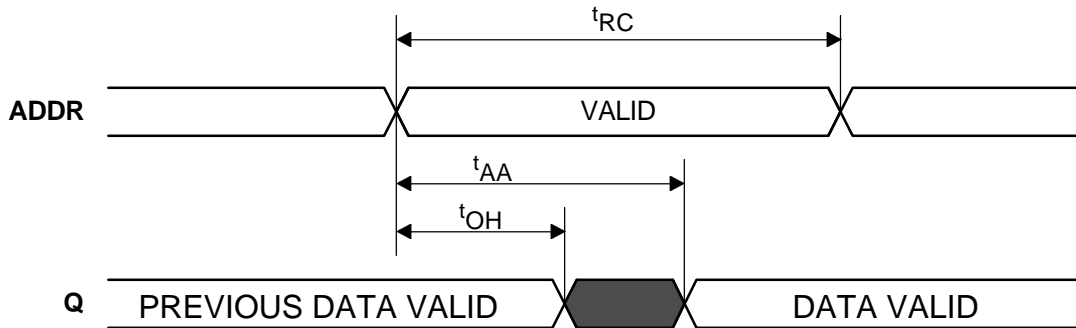 tRC
ADDR VALID
tAA
tOH
Q PREVIOUS DATA VALID DATA VALID